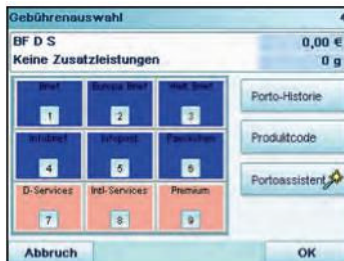 Gebührenauswahl
BF D S 0,00 €
Keine Zusatzleistungen 0 g
Brief Europa Brief Welt Brief
1 2 3
Porto-Historie
Infobrief Infopost Päckchen
4 5 6
Produktcode
D-Services Intl-Services Premium
7 8 9
Portoassistent
Abbruch OK